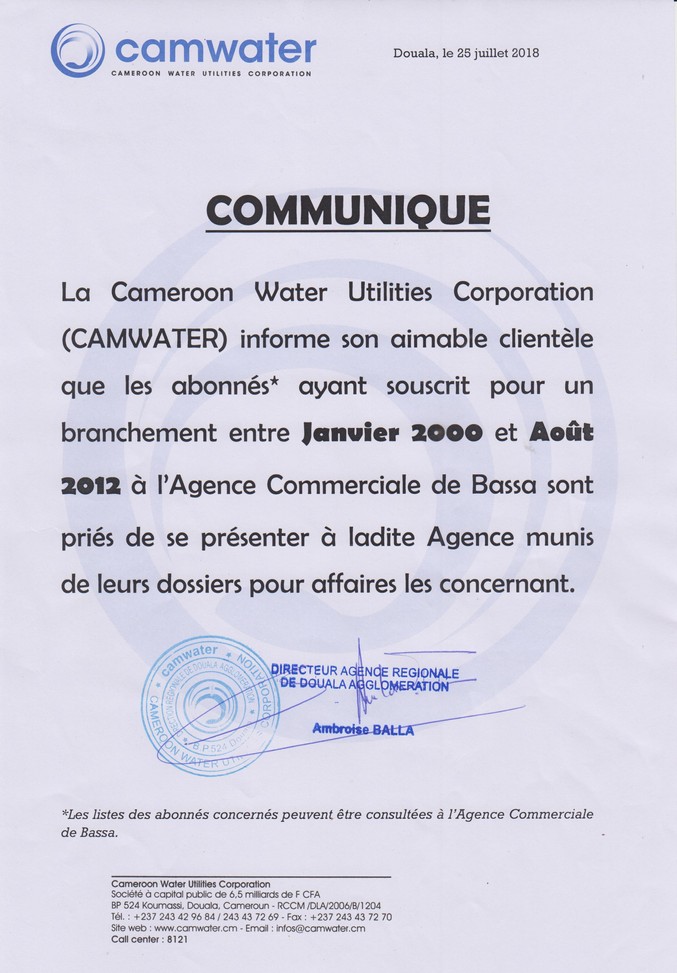 camwater
CAMEROON WATER UTILITIES CORPORATION
Douala, le 25 juillet 2018
COMMUNIQUE
La Cameroon Water Utilities Corporation
(CAMWATER) informe son aimable clientèle
que les abonnés* ayant souscrit pour un
branchement entre Janvier 2000 et Août
2012 à l'Agence Commerciale de Bassa sont
priés de se présenter à ladite Agence munis
de leurs dossiers pour affaires les concernant.
camwater
CAMEROON WATER UTILITIES CORPORATION
REGIONALE DE DOUALA AGGLOMERATION
B.P 524 Douala
DIRECTEUR AGENCE REGIONALE
DE DOUALA AGGLOMERATION
Ambroise BALLA
*Les listes des abonnés concernés peuvent être consultées à l'Agence Commerciale
de Bassa.
Cameroon Water Utilities Corporation
Société à capital public de 6,5 milliards de F CFA
BP 524 Koumassi, Douala, Cameroun - RCCM /DLA/2006/B/1204
Tél. : +237 243 42 96 84 / 243 43 72 69 - Fax : +237 243 43 72 70
Site web : www.camwater.cm - Email : infos@camwater.cm
Call center : 8121